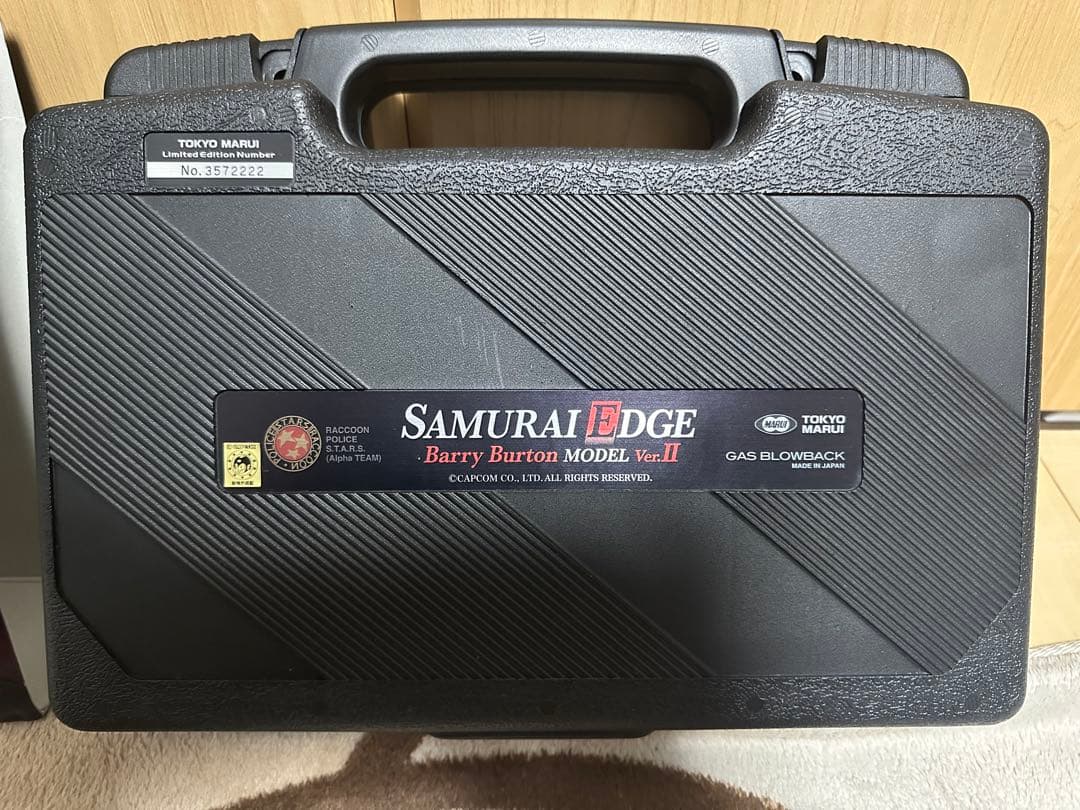 TOKYO MARUI
Limited Edition Number
No. 3572222
RACCOON
POLICE
S.T.A.R.S.
(Alpha TEAM)
SAMURAI EDGE
Barry Burton MODEL Ver.II
©CAPCOM CO., LTD. ALL RIGHTS RESERVED.
MARUI
TOKYO
MARUI
GAS BLOWBACK
MADE IN JAPAN